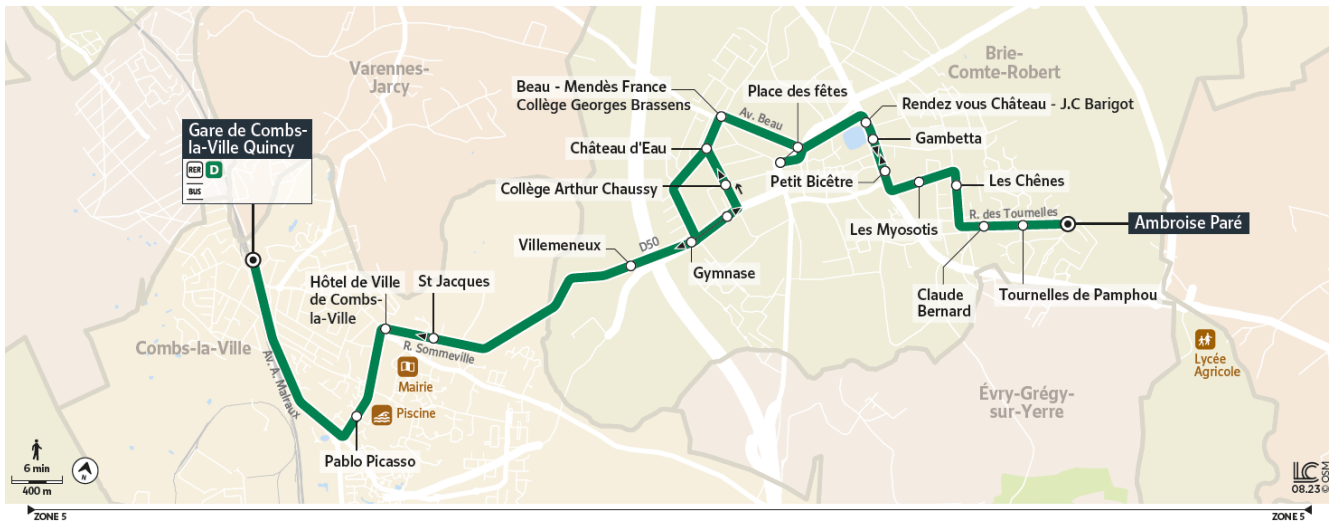 Varennes-
Jarcy
Brie-
Comte-Robert
Gare de Combs-
la-Ville Quincy
RER D
BUS
Beau - Mendès France
Collège Georges Brassens
Place des fêtes
Av. Beau
Rendez vous Château - J.C Barigot
Gambetta
Château d'Eau
Collège Arthur Chaussy
Petit Bicêtre
Les Chênes
Les Myosotis
R. des Tournelles
Ambroise Paré
Villemeneux
D50
Gymnase
Claude
Bernard
Tournelles de Pamphou
Hôtel de Ville
de Combs-
la-Ville
St Jacques
R. Sommeville
Combs-la-Ville
Av. A. Malraux
Mairie
Piscine
Pablo Picasso
Lycée
Agricole
Évry-Grégy-
sur-Yerre
6 min
400 m
N
LC
08.23 © OSM
ZONE 5
ZONE 5